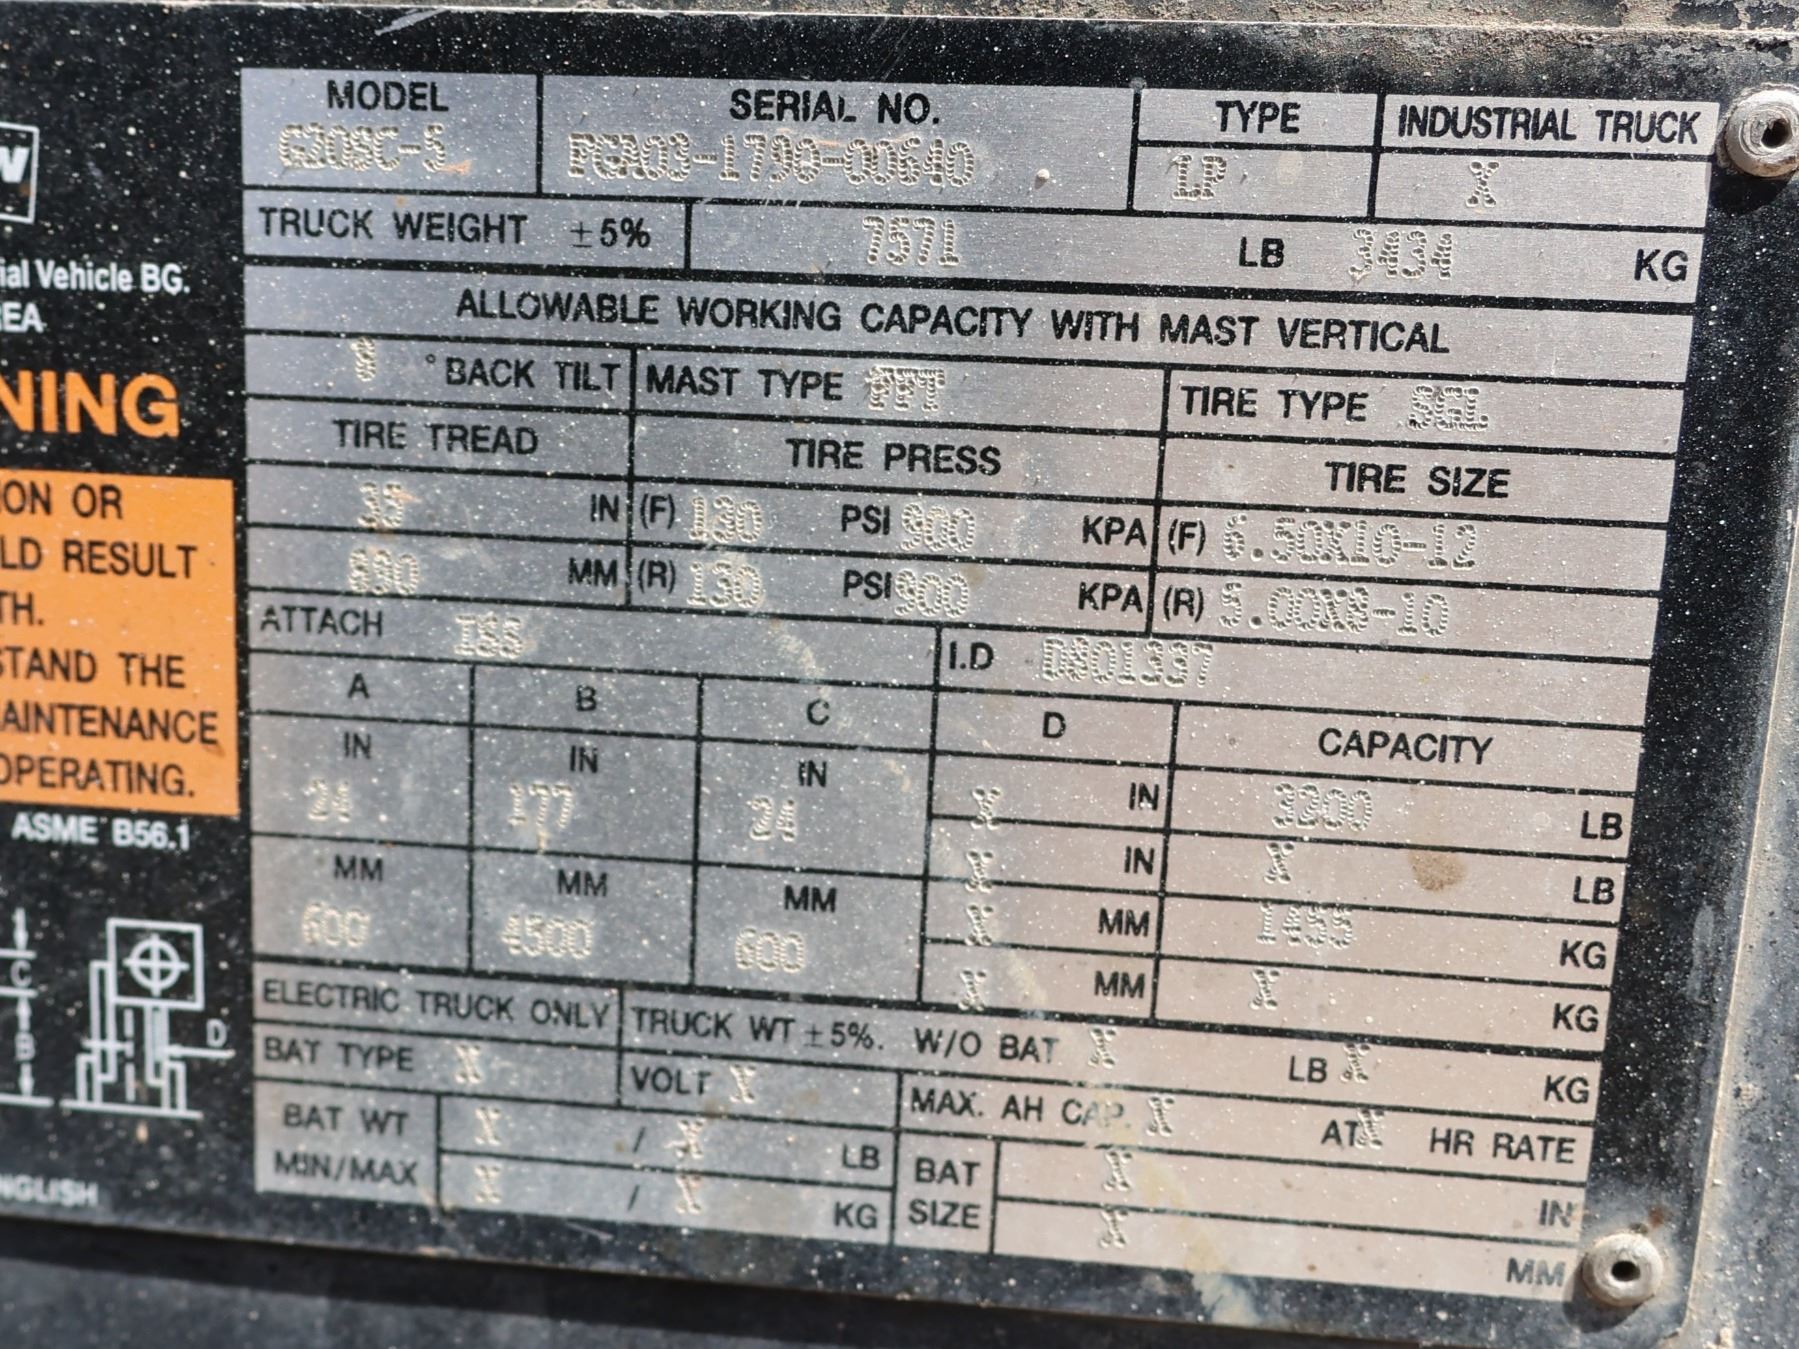 MODEL SERIAL NO. TYPE INDUSTRIAL TRUCK
G20SC-5 FGA03-1790-00640 LP X
TRUCK WEIGHT ±5% 7571 LB 3434 KG
ial Vehicle BG.
EA
ALLOWABLE WORKING CAPACITY WITH MAST VERTICAL
° BACK TILT MAST TYPE FFT TIRE TYPE
NING
TIRE TREAD TIRE PRESS TIRE SIZE
35 IN (F) 130 PSI 900 KPA (F) 6.50X10-12
890 MM (R) 130 PSI 900 KPA (R) 5.00X8-10
ION OR
LD RESULT
TH.
STAND THE
AINTENANCE
OPERATING.
ASME B56.1
ATTACH ISS I.D D801337
A B C D CAPACITY
IN IN IN X IN 3200 LB
24 177 24 X IN X LB
MM MM MM X MM 1455 KG
600 4500 600 X MM X KG
C
B
D
ELECTRIC TRUCK ONLY TRUCK WT ±5%. W/O BAT X LB X KG
BAT TYPE X VOLT X MAX. AH CAP. X AT X HR RATE
BAT WT X / X LB BAT X IN
MIN/MAX X / X KG SIZE X MM
NGLISH